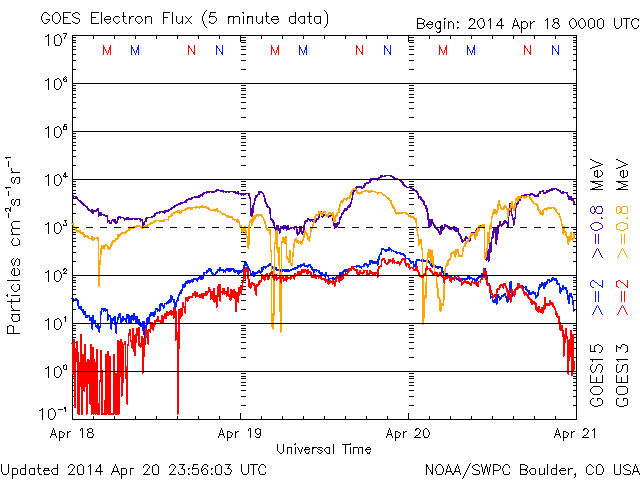 GOES Electron Flux (5 minute data)
Begin: 2014 Apr 18 0000 UTC
10⁷
M M N N M M N N M M N N
10⁶
10⁵
10⁴
10³
10²
10¹
10⁰
10⁻¹
Particles cm⁻²s⁻¹sr⁻¹
GOES15 >=2 >=0.8 MeV
GOES13 >=2 >=0.8 MeV
Apr 18 Apr 19 Apr 20 Apr 21
Universal Time
Updated 2014 Apr 20 23:56:03 UTC
NOAA/SWPC Boulder, CO USA